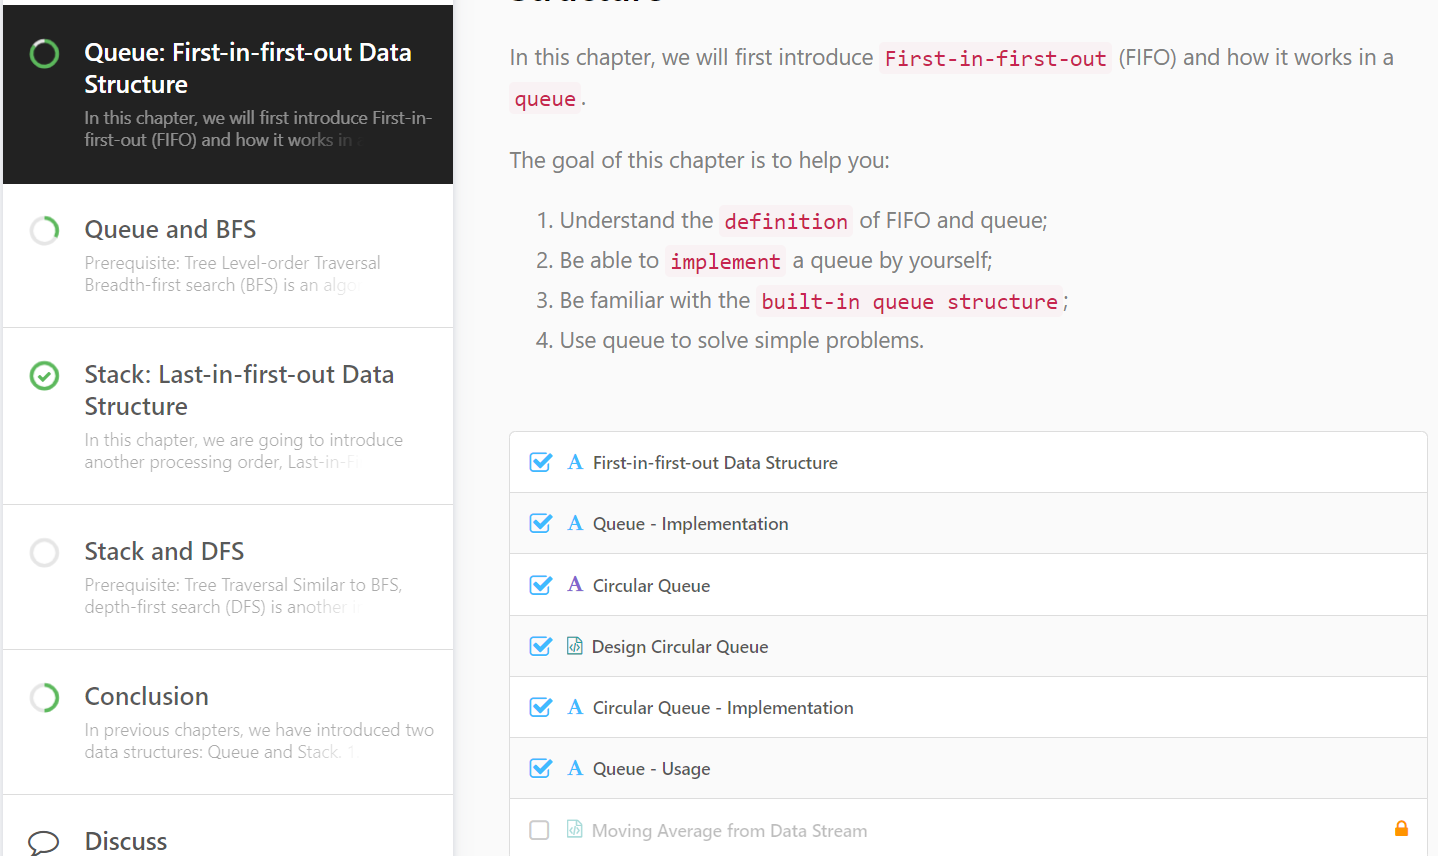 Queue: First-in-first-out Data
Structure
In this chapter, we will first introduce First-in-
first-out (FIFO) and how it works in a
Queue and BFS
Prerequisite: Tree Level-order Traversal
Breadth-first search (BFS) is an algo
Stack: Last-in-first-out Data
Structure
In this chapter, we are going to introduce
another processing order, Last-in-Fi
Stack and DFS
Prerequisite: Tree Traversal Similar to BFS,
depth-first search (DFS) is another
Conclusion
In previous chapters, we have introduced two
data structures: Queue and Stack. 1
Discuss
Structure
In this chapter, we will first introduce First-in-first-out (FIFO) and how it works in a
queue.
The goal of this chapter is to help you:
1. Understand the definition of FIFO and queue;
2. Be able to implement a queue by yourself;
3. Be familiar with the built-in queue structure;
4. Use queue to solve simple problems.
A First-in-first-out Data Structure
A Queue - Implementation
A Circular Queue
Design Circular Queue
A Circular Queue - Implementation
A Queue - Usage
Moving Average from Data Stream